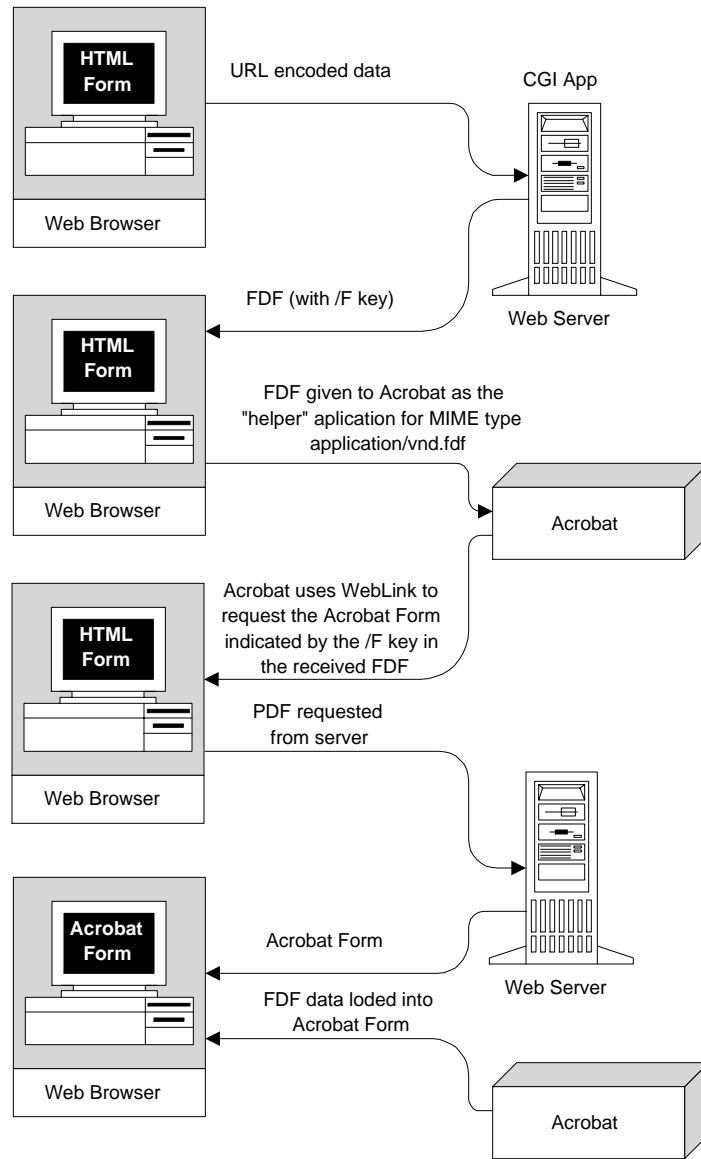 HTML
Form
Web Browser
URL encoded data
CGI App
Web Server
FDF (with /F key)
HTML
Form
Web Browser
FDF given to Acrobat as the
"helper" aplication for MIME type
application/vnd.fdf
Acrobat
Acrobat uses WebLink to
request the Acrobat Form
indicated by the /F key in
the received FDF
HTML
Form
Web Browser
PDF requested
from server
Web Server
Acrobat
Form
Web Browser
Acrobat Form
FDF data loded into
Acrobat Form
Acrobat